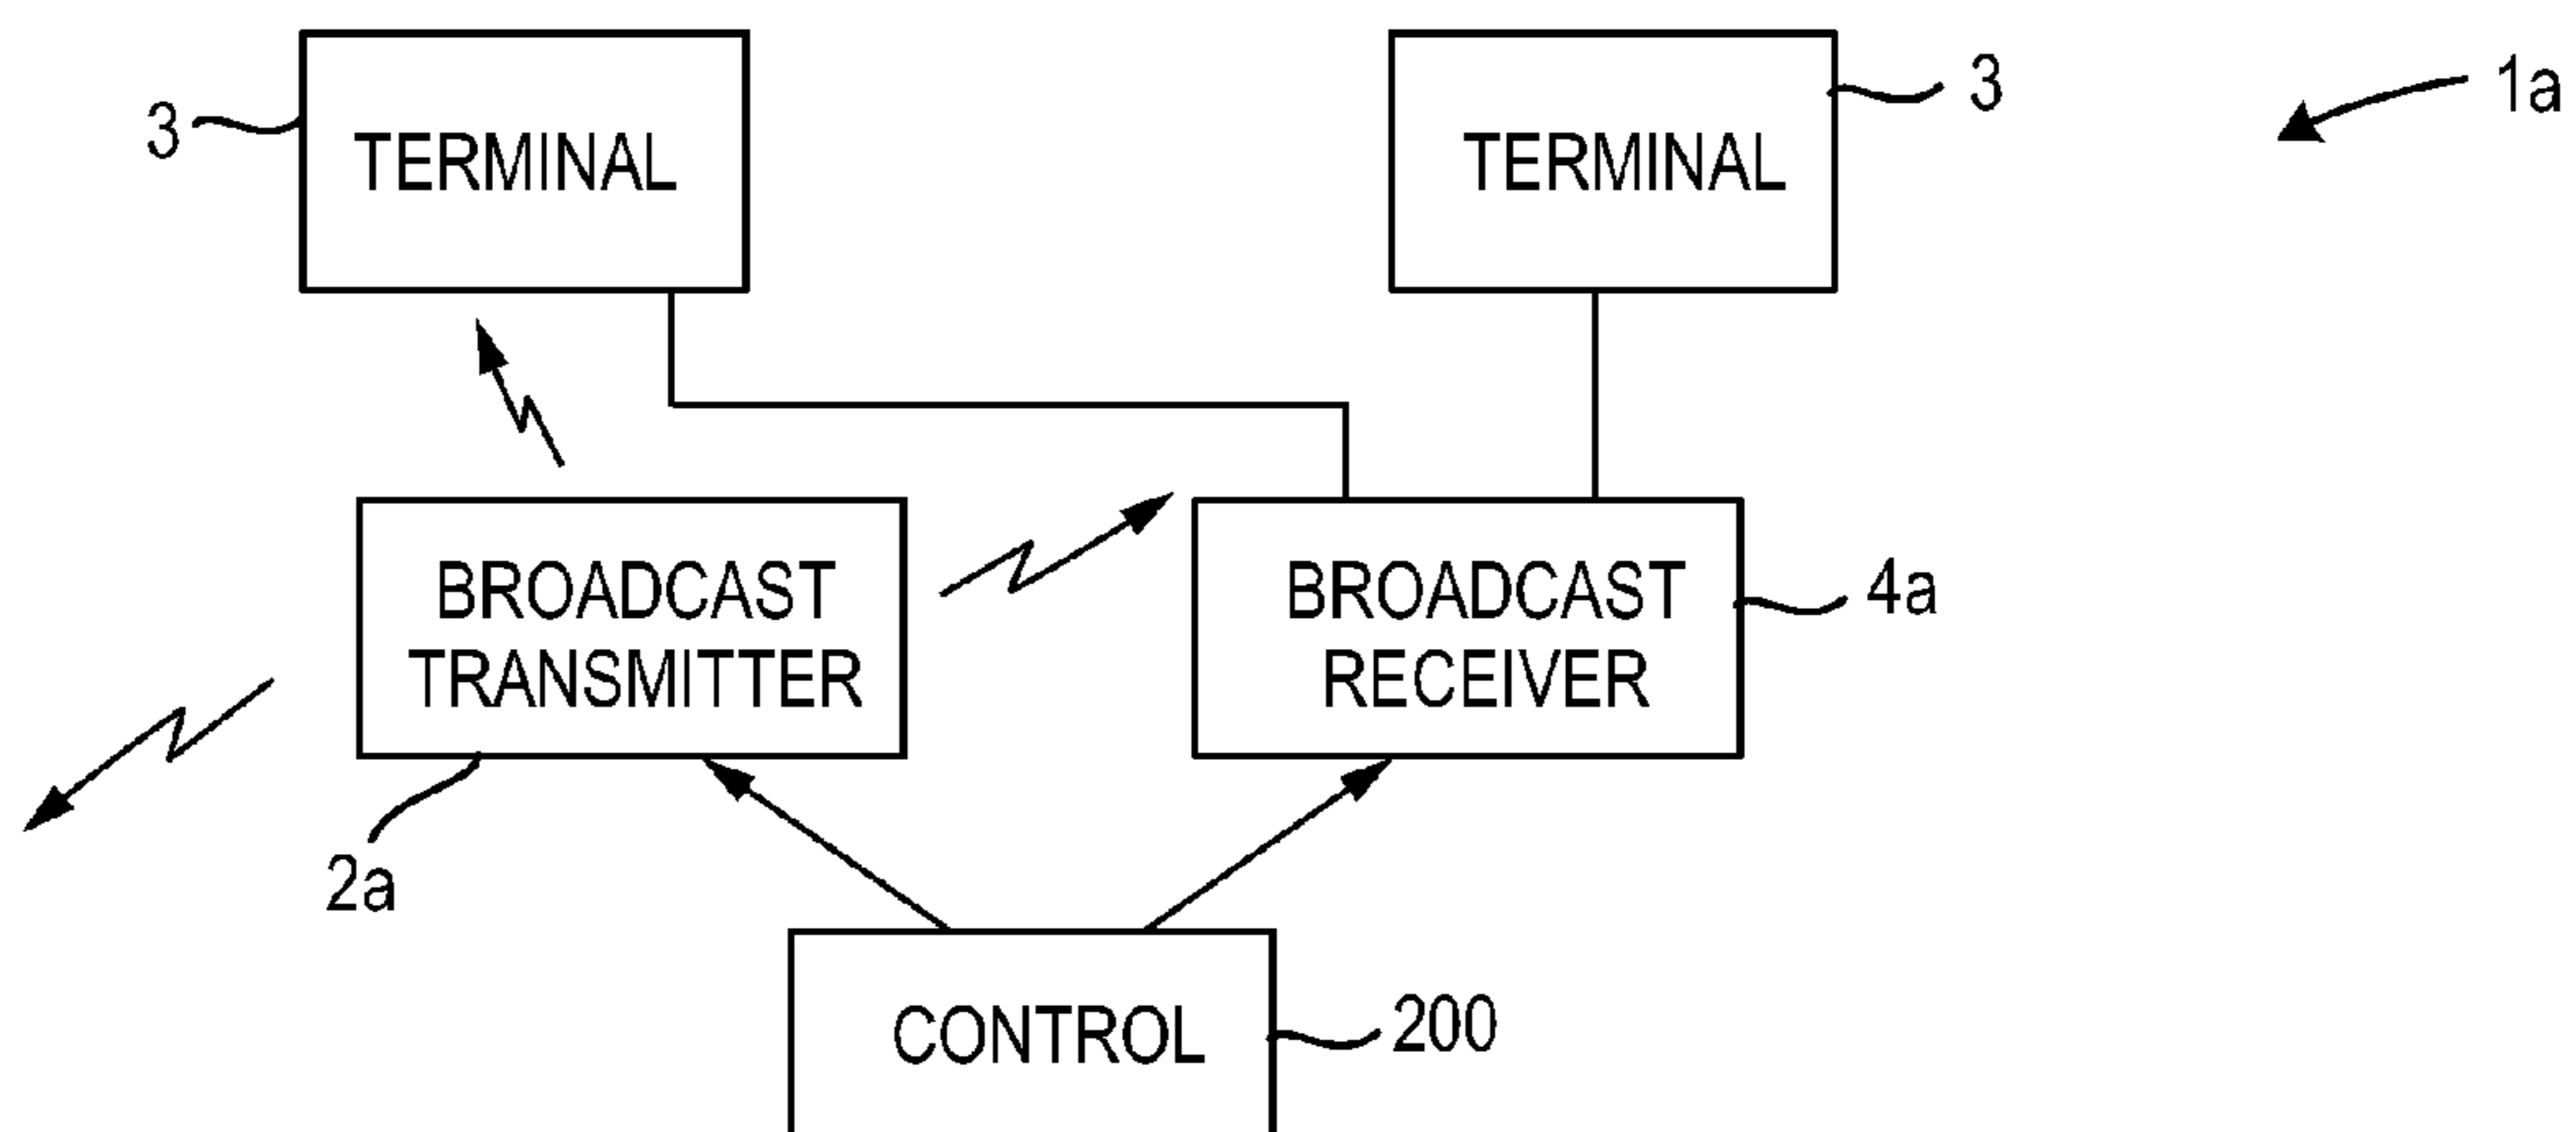 3
TERMINAL
TERMINAL
3
1a
BROADCAST
TRANSMITTER
2a
BROADCAST
RECEIVER
4a
CONTROL
200